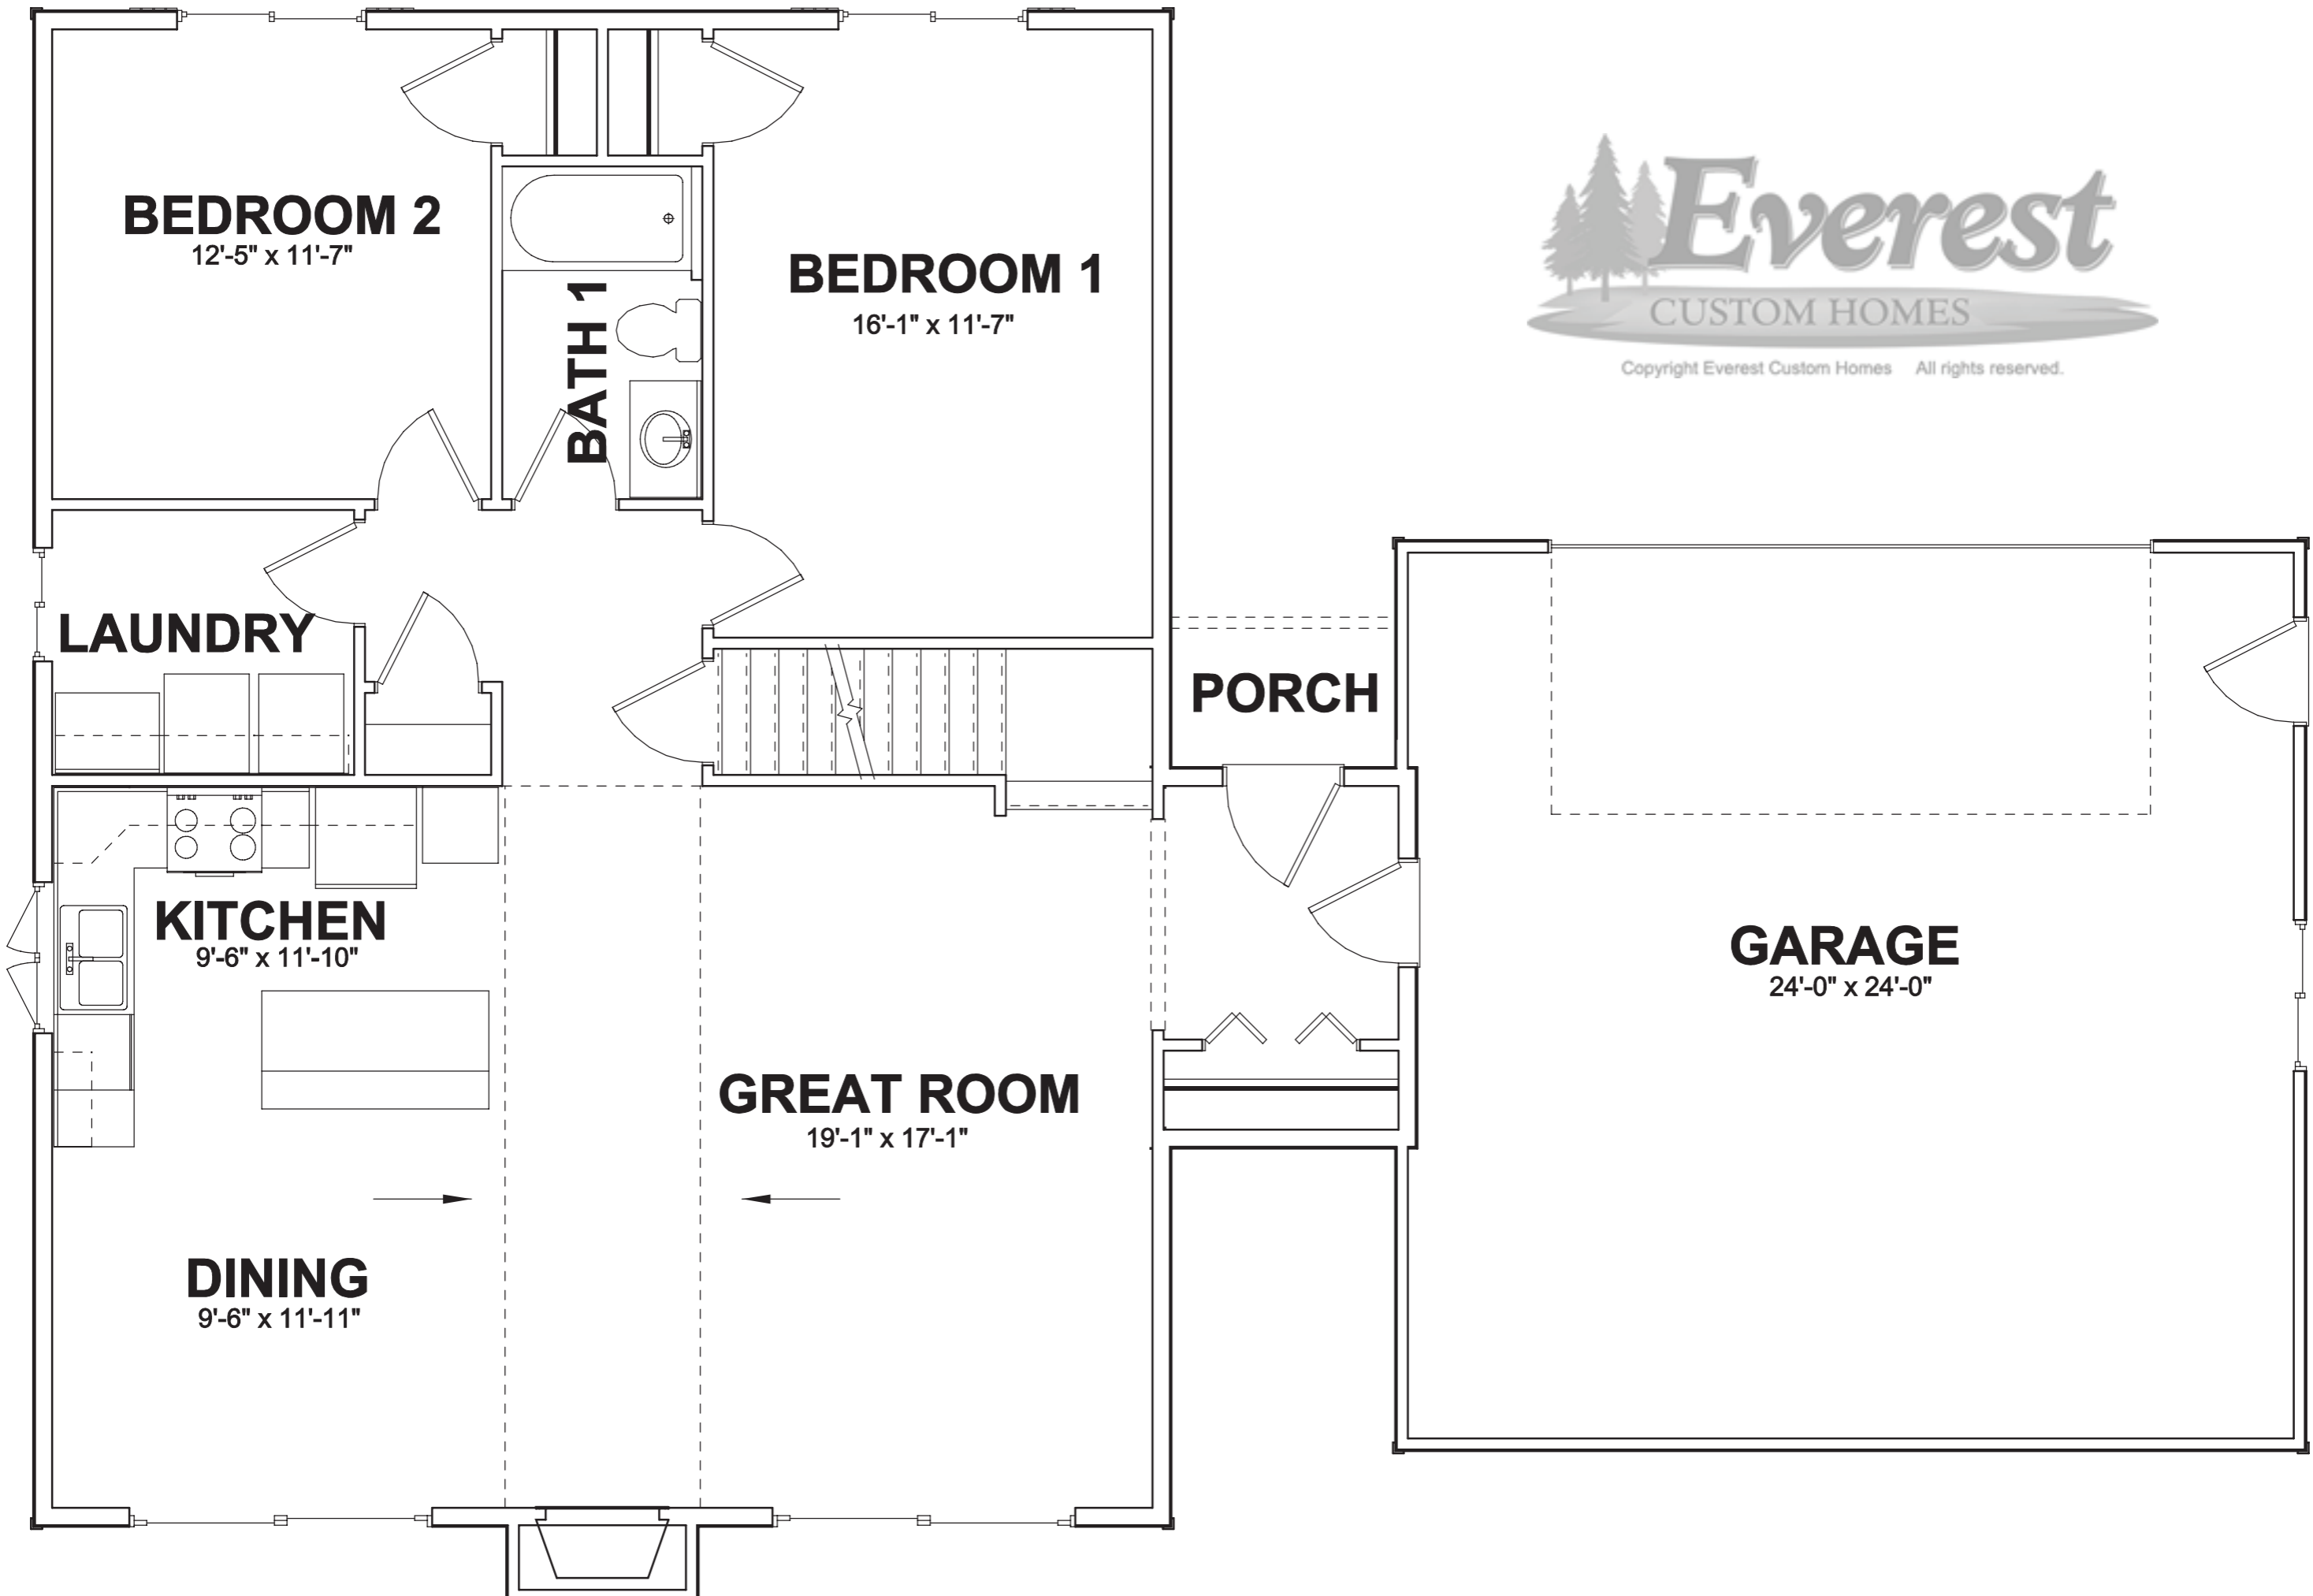 BEDROOM 2
12'-5" x 11'-7"
BEDROOM 1
16'-1" x 11'-7"
BATH 1
Everest
CUSTOM HOMES
Copyright Everest Custom Homes All rights reserved.
LAUNDRY
PORCH
KITCHEN
9'-6" x 11'-10"
GARAGE
24'-0" x 24'-0"
GREAT ROOM
19'-1" x 17'-1"
DINING
9'-6" x 11'-11"